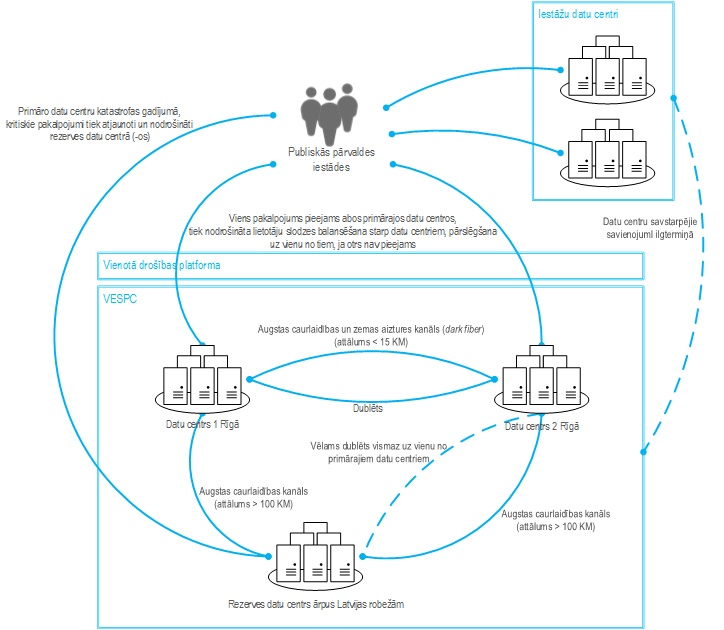 Iestāžu datu centri
Primāro datu centru katastrofas gadījumā,
kritiskie pakalpojumi tiek atjaunoti un nodrošināti
rezerves datu centrā (-os)
Publiskās pārvaldes
iestādes
Viens pakalpojums pieejams abos primārajos datu centros,
tiek nodrošināta lietotāju slodzes balansēšana starp datu centriem, pārslēgšana
uz vienu no tiem, ja otrs nav pieejams
Datu centru savstarpējie
savienojumi ilgtermiņā
Vienotā drošības platforma
VESPC
Augstas caurlaidības un zemas aiztures kanāls (dark fiber)
(attālums < 15 KM)
Dublēts
Datu centrs 1 Rīgā
Datu centrs 2 Rīgā
Vēlams dublēts vismaz uz vienu no
primārajiem datu centriem
Augstas caurlaidības kanāls
(attālums > 100 KM)
Augstas caurlaidības kanāls
(attālums > 100 KM)
Rezerves datu centrs ārpus Latvijas robežām